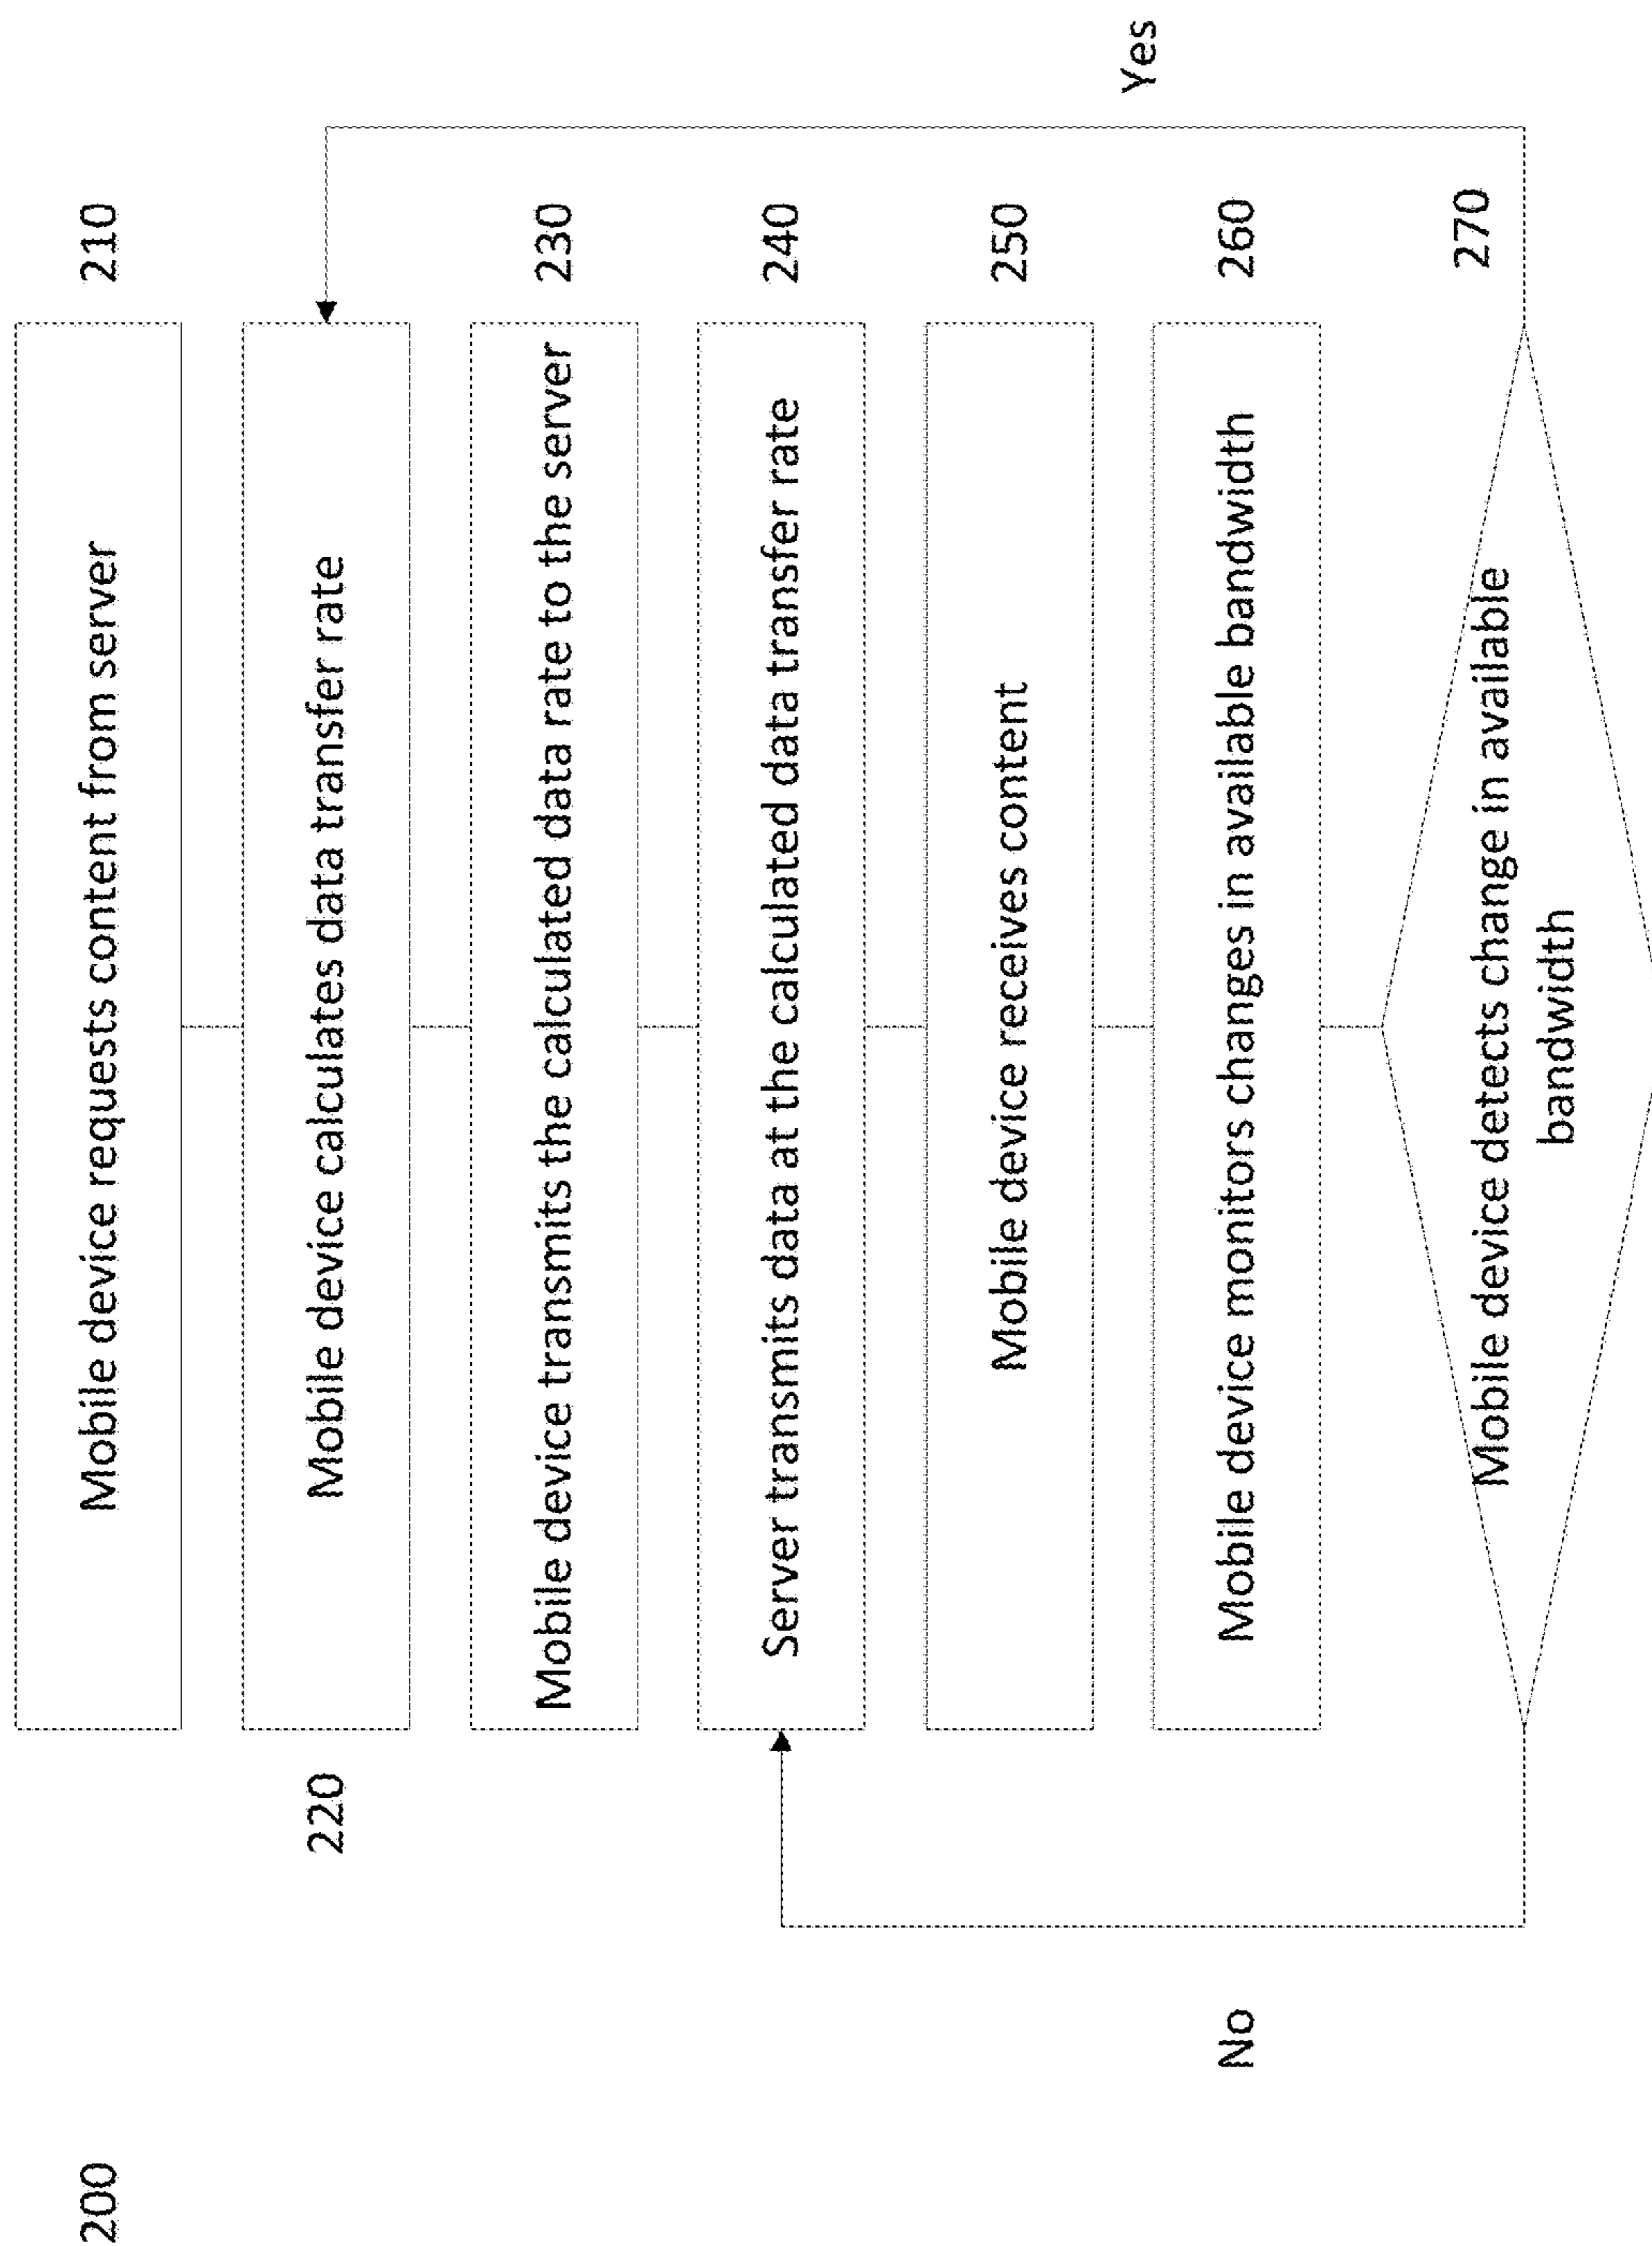 200
Mobile device requests content from server
210
220
Mobile device calculates data transfer rate
Mobile device transmits the calculated data rate to the server
230
Server transmits data at the calculated data transfer rate
240
Mobile device receives content
250
Mobile device monitors changes in available bandwidth
260
No
Yes
Mobile device detects change in available
bandwidth
270